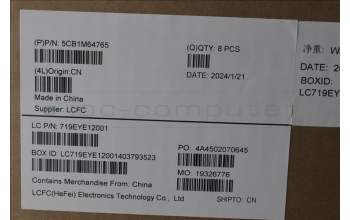 (P)P/N: 5CB1M64765
(Q)QTY: 8 PCS
净重: W
(4L)Origin:CN
DATE: 2024/1/21
DATE: 20
Made in China
BOXID:
Supplier: LCFC
LC719EYE
LC P/N: 719EYE12001
PO: 4A4502070645
BOX ID: LC719EYE12001403793523
MO: 19326776
Contains Merchandise From: China
LCFC(HeFei) Electronics Technology Co., Ltd
SHIPTO: CN